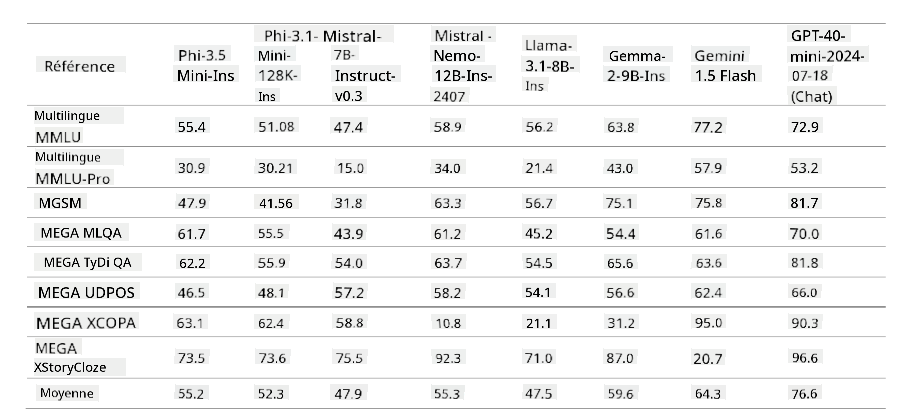 Référence Phi-3.5 Mini-Ins Phi-3.1- Mini- 128K- Ins Mistral- 7B- Instruct- v0.3 Mistral - Nemo- 12B-Ins- 2407 Llama- 3.1-8B- Ins Gemma- 2-9B-Ins Gemini 1.5 Flash GPT-40- mini-2024- 07-18 (Chat)
Multilingue MMLU 55.4 51.08 47.4 58.9 56.2 63.8 77.2 72.9
Multilingue MMLU-Pro 30.9 30.21 15.0 34.0 21.4 43.0 57.9 53.2
MGSM 47.9 41.56 31.8 63.3 56.7 75.1 75.8 81.7
MEGA MLQA 61.7 55.5 43.9 61.2 45.2 54.4 61.6 70.0
MEGA TyDi QA 62.2 55.9 54.0 63.7 54.5 65.6 63.6 81.8
MEGA UDPOS 46.5 48.1 57.2 58.2 54.1 56.6 62.4 66.0
MEGA XCOPA 63.1 62.4 58.8 10.8 21.1 31.2 95.0 90.3
MEGA XStoryCloze 73.5 73.6 75.5 92.3 71.0 87.0 20.7 96.6
Moyenne 55.2 52.3 47.9 55.3 47.5 59.6 64.3 76.6